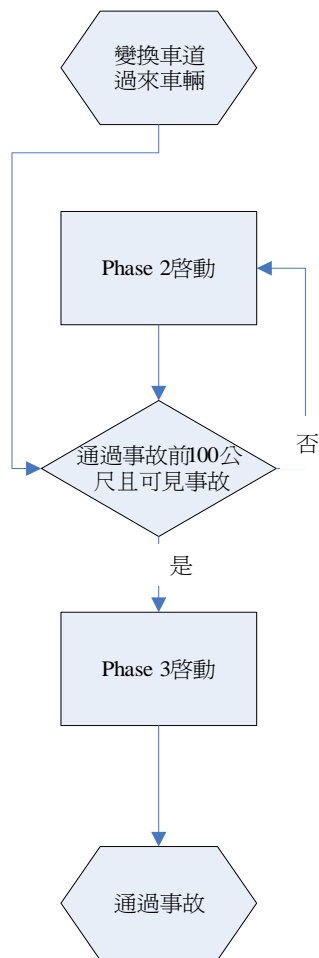 變換車道
過來車輛
Phase 2啓動
通過事故前100公
尺且可見事故
否
是
Phase 3啓動
通過事故